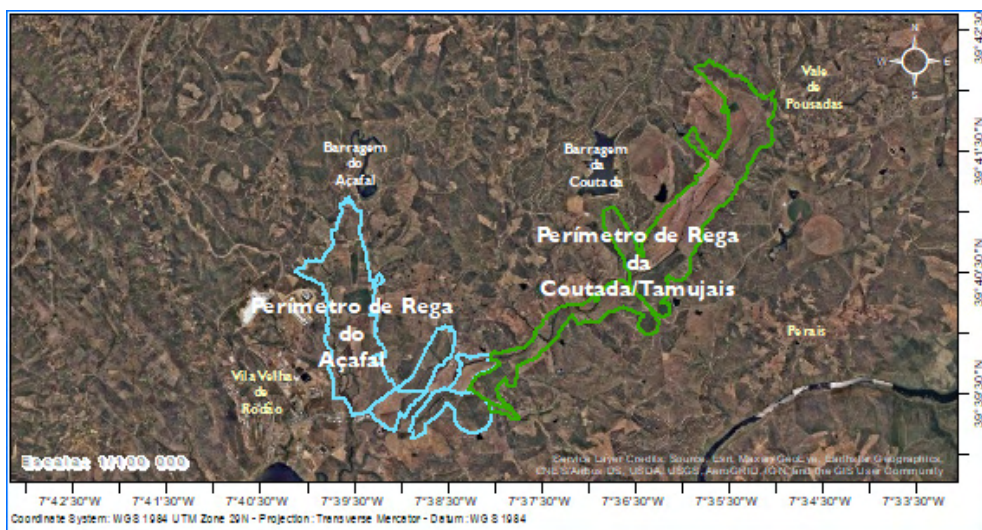 39°42'30"N
N
W
E
S
Vale
de
Pousadas
Barragem
do
Açafal
Barragem
da
Coutada
39°41'30"N
Perímetro de Rega
da
Coutada/Tamujais
39°40'30"N
Perímetro de Rega
do
Açafal
Perais
Vila Velha
de
Rodão
39°39'30"N
Escala: 1/100 000
Service Layer Credits: Source: Esri, Maxar, GeoEye, Earthstar Geographics,
CNES/Airbus DS, USDA, USGS, AeroGRID, IGN, and the GIS User Community
7°42'30"W 7°41'30"W 7°40'30"W 7°39'30"W 7°38'30"W 7°37'30"W 7°36'30"W 7°35'30"W 7°34'30"W 7°33'30"W
Coordinate System: WGS 1984 UTM Zone 29N - Projection: Transverse Mercator - Datum: WGS 1984